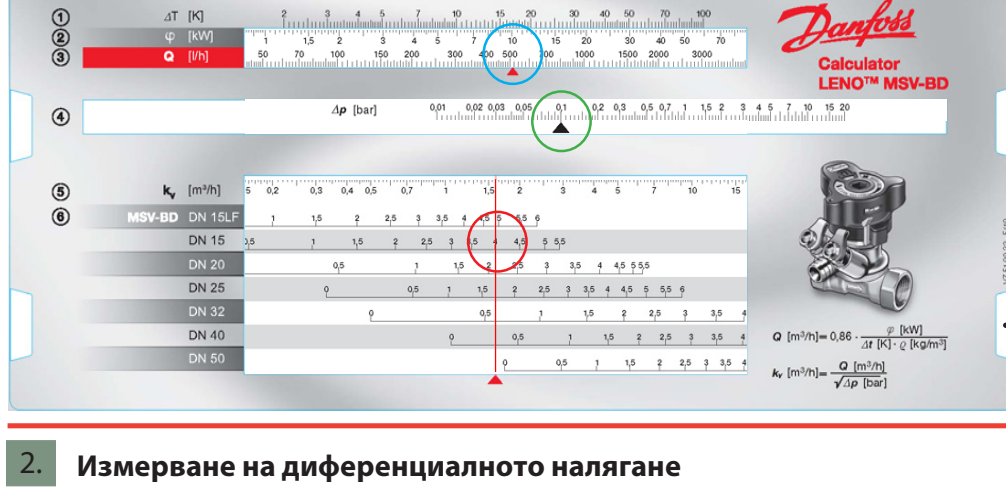 1 ΔT [K] 2 3 4 5 7 10 15 20 30 40 50 70 100
2 φ [kW] 1 1,5 2 3 4 5 7 10 15 20 30 40 50 70
3 Q [l/h] 50 70 100 150 200 300 400 500 700 1000 1500 2000 3000
Danfoss
Calculator
LENO™ MSV-BD
4 Δp [bar] 0,01 0,02 0,03 0,05 0,1 0,2 0,3 0,5 0,7 1 1,5 2 3 4 5 7 10 15 20
5 kv [m³/h] 5 0,2 0,3 0,4 0,5 0,7 1 1,5 2 3 4 5 7 10 15
6 MSV-BD DN 15LF 1 1,5 2 2,5 3 3,5 4 4,5 5 5,5 6
DN 15 0,5 1 1,5 2 2,5 3 3,5 4 4,5 5 5,5
DN 20 0,5 1 1,5 2 2,5 3 3,5 4 4,5 5 5,5
DN 25 0 0,5 1 1,5 2 2,5 3 3,5 4 4,5 5 5,5 6
DN 32 0 0,5 1 1,5 2 2,5 3 3,5 4
DN 40 0 0,5 1 1,5 2 2,5 3 3,5 4
DN 50 0 0,5 1 1,5 2 2,5 3 3,5 4
Q [m³/h]= 0,86 · φ [kW] / Δt [K] · ϱ [kg/m³]
kv [m³/h]= Q [m³/h] / √Δp [bar]
2. Измерване на диференциалното налягане